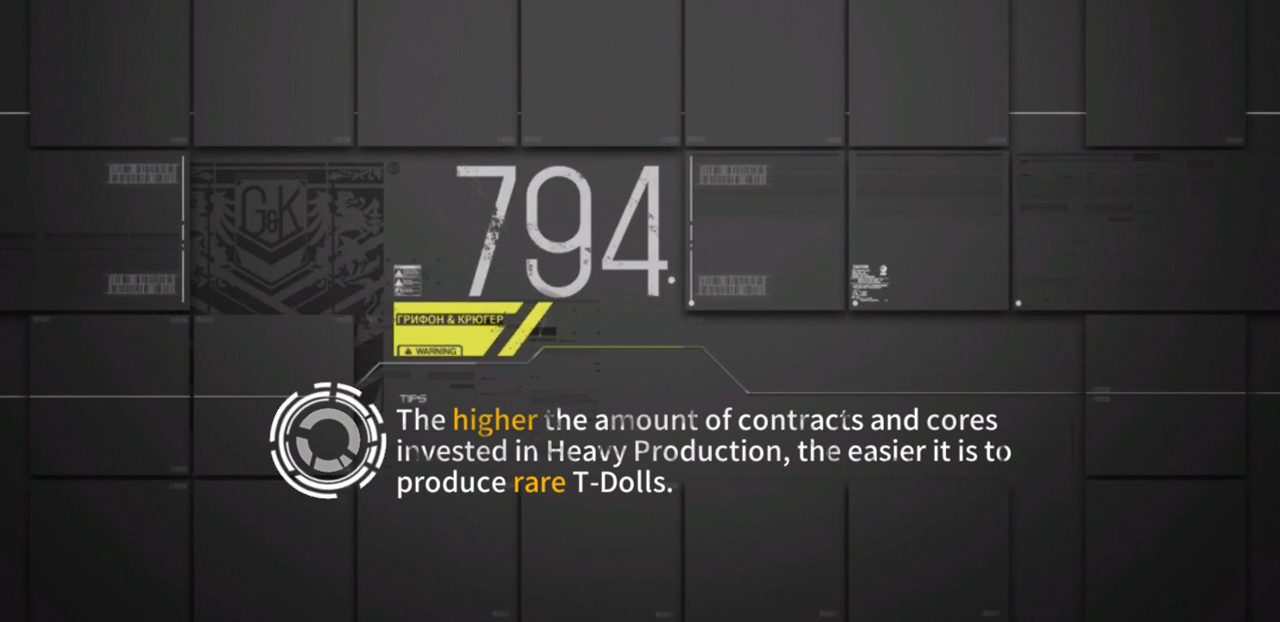 G&K
794.
ГРИФОН & КРЮГЕР
WARNING
TIPS
The higher the amount of contracts and cores
invested in Heavy Production, the easier it is to
produce rare T-Dolls.